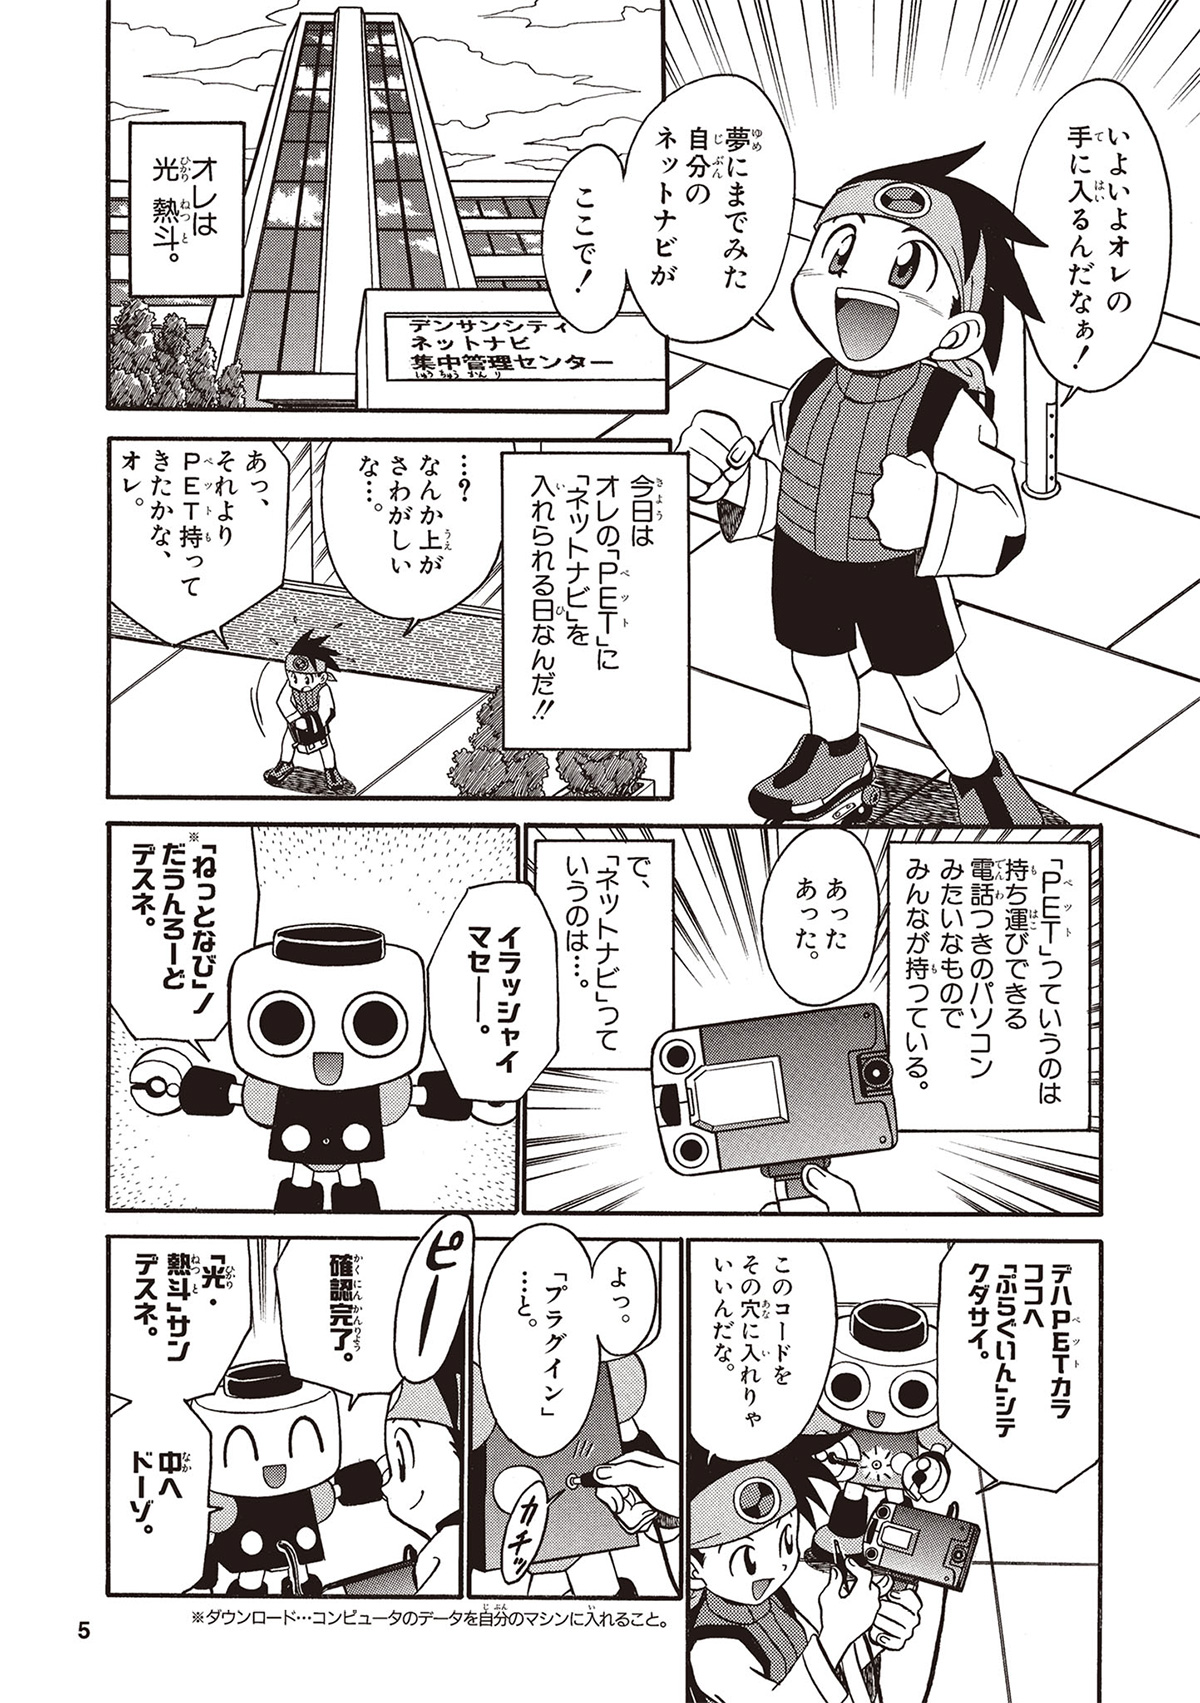 いよいよオレの
手に入るんだなぁ!
夢にまでみた
自分の
ネットナビが
ここで!
デンサンシティ
ネットナビ
集中管理センター
しゅうちゅうかんり
オレは
光 熱斗。
今日は
オレの「PET」に
「ネットナビ」を
入れられる日なんだ!!
…?
なんか上が
さわがしい
な…。
あっ、
それより
PET持って
きたかな、
オレ。
「PET」っていうのは
持ち運びできる
電話つきのパソコン
みたいなもので
みんなが持っている。
あった
あった。
で、
「ネットナビ」って
いうのは…。
イラッシャイ
マセ――。
「ねっとなび」ノ
※だうんろーど
デスネ。
デハPETカラ
ココヘ
「ぷらぐいん」シテ
クダサイ。
このコードを
その穴に入れりゃ
いいんだな。
よっ。
「プラグイン」
…と。
カチッ
ピー
確認完了。
「光・
熱斗」サン
デスネ。
中へ
ドーゾ。
※ダウンロード…コンピュータのデータを自分のマシンに入れること。
5